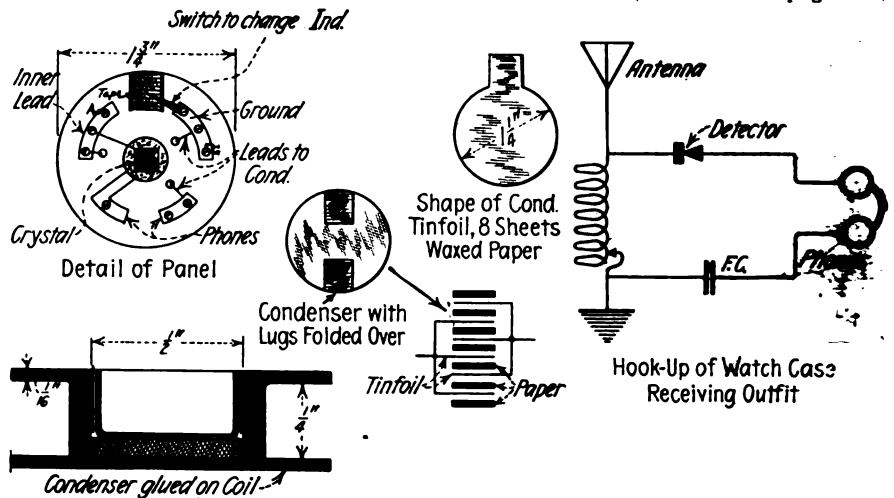 Switch to change Ind.
1 3/4"
Inner
Lead
Tap
Ground
Leads to
Cond.
Crystal
Phones
Detail of Panel
1 1/4"
Shape of Cond.
Tinfoil, 8 Sheets
Waxed Paper
Condenser with
Lugs Folded Over
Tinfoil
Paper
Antenna
Detector
F.C.
Phones
Hook-Up of Watch Case
Receiving Outfit
1/2"
1/16"
1/4"
Condenser glued on Coil